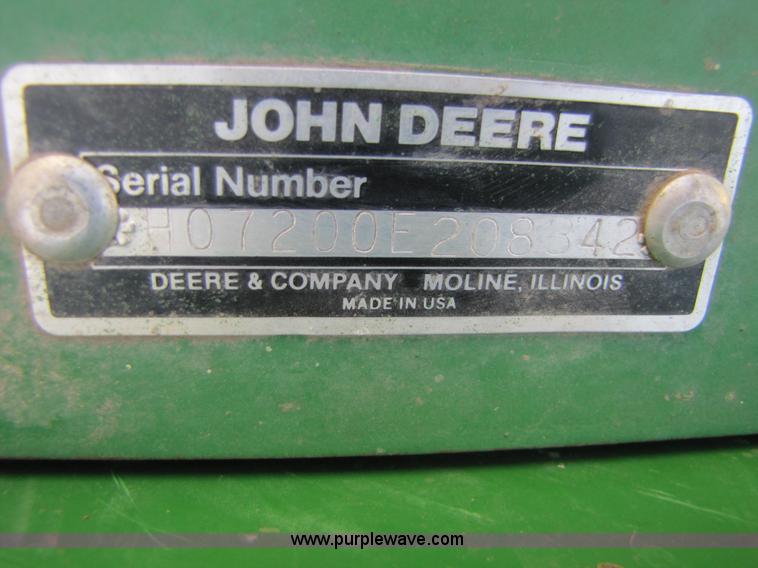 JOHN DEERE
Serial Number
*H07200E208342*
DEERE & COMPANY MOLINE, ILLINOIS
MADE IN USA
www.purplewave.com